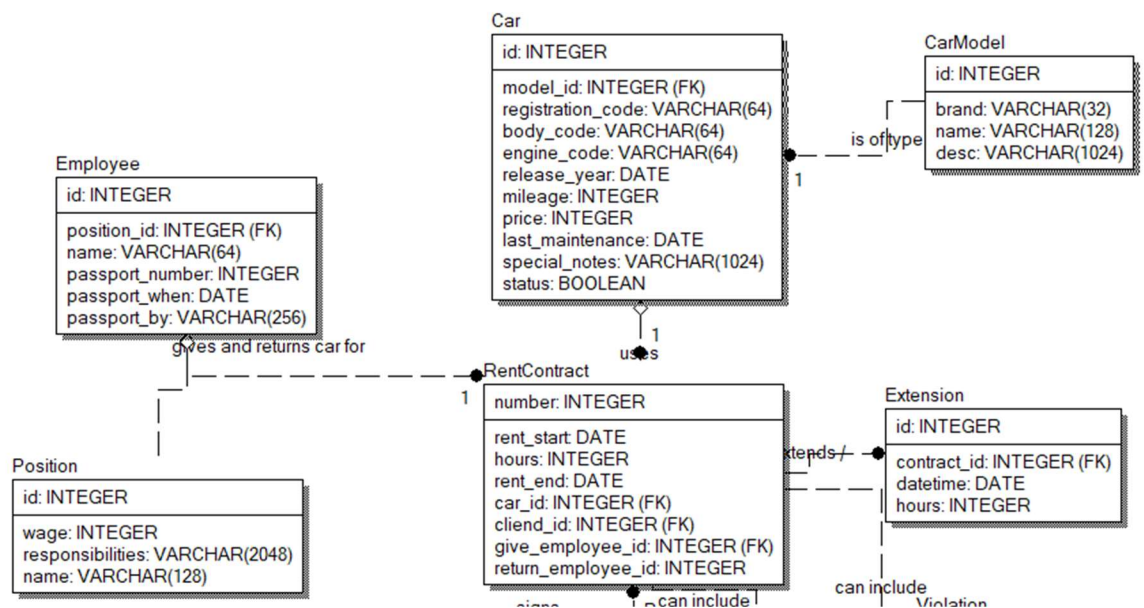 Car
id: INTEGER
model_id: INTEGER (FK)
registration_code: VARCHAR(64)
body_code: VARCHAR(64)
engine_code: VARCHAR(64)
release_year: DATE
mileage: INTEGER
price: INTEGER
last_maintenance: DATE
special_notes: VARCHAR(1024)
status: BOOLEAN
CarModel
id: INTEGER
brand: VARCHAR(32)
name: VARCHAR(128)
desc: VARCHAR(1024)
is of type
1
Employee
id: INTEGER
position_id: INTEGER (FK)
name: VARCHAR(64)
passport_number: INTEGER
passport_when: DATE
passport_by: VARCHAR(256)
gives and returns car for
1
1
uses
RentContract
number: INTEGER
rent_start: DATE
hours: INTEGER
rent_end: DATE
car_id: INTEGER (FK)
cliend_id: INTEGER (FK)
give_employee_id: INTEGER (FK)
return_employee_id: INTEGER
xtends /
Extension
id: INTEGER
contract_id: INTEGER (FK)
datetime: DATE
hours: INTEGER
Position
id: INTEGER
wage: INTEGER
responsibilities: VARCHAR(2048)
name: VARCHAR(128)
signs
can include
can include
Violation